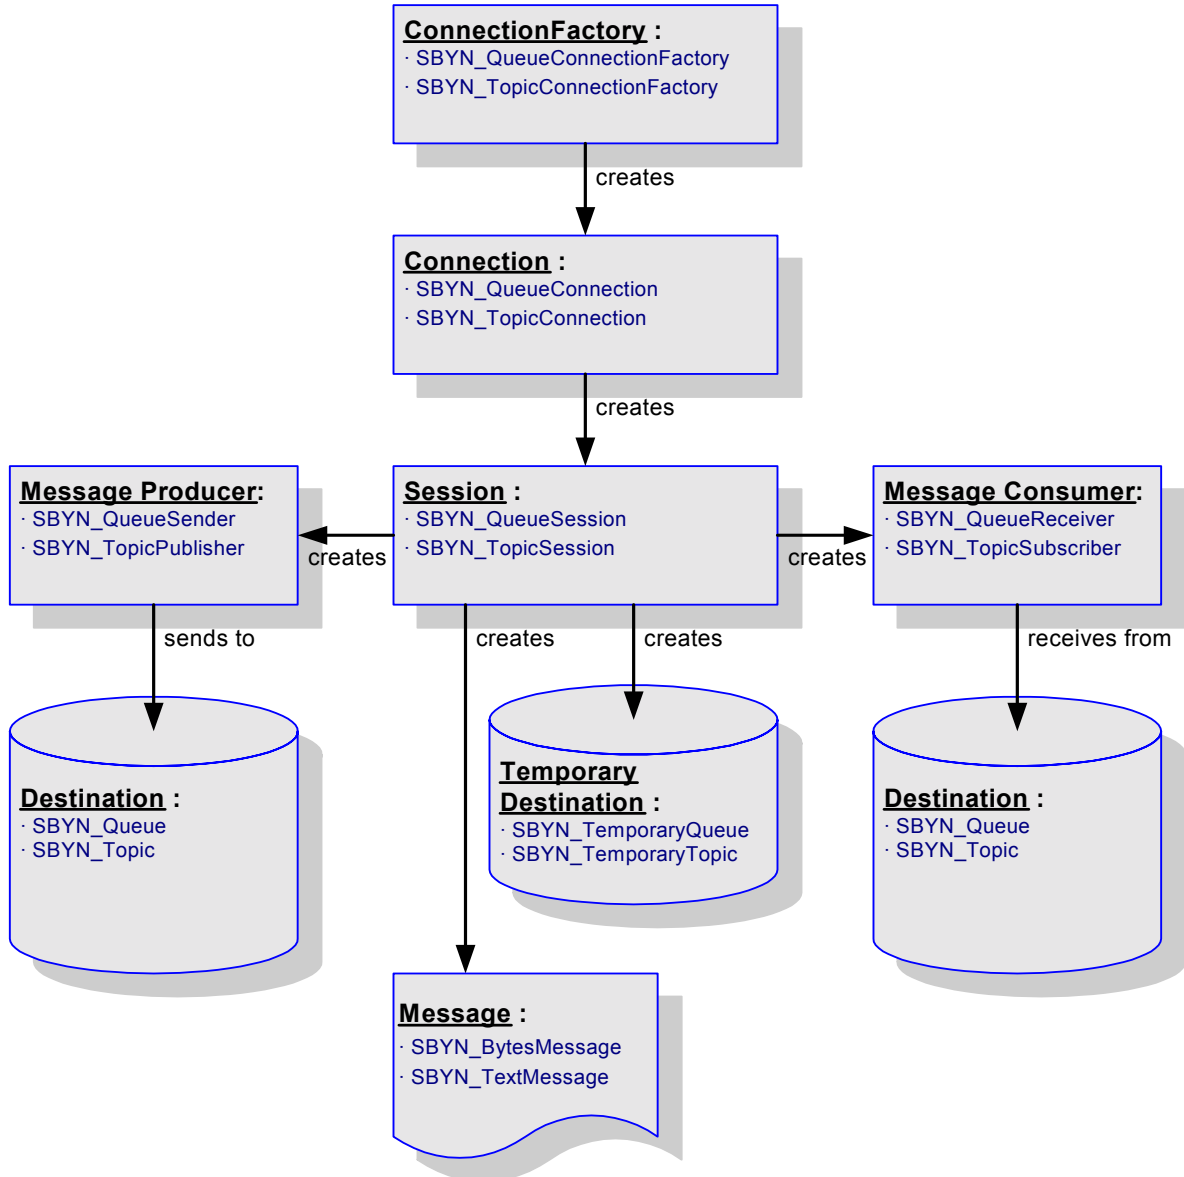 ConnectionFactory :
· SBYN_QueueConnectionFactory
· SBYN_TopicConnectionFactory
creates
Connection :
· SBYN_QueueConnection
· SBYN_TopicConnection
creates
Message Producer:
· SBYN_QueueSender
· SBYN_TopicPublisher
creates
Session :
· SBYN_QueueSession
· SBYN_TopicSession
creates
Message Consumer:
· SBYN_QueueReceiver
· SBYN_TopicSubscriber
sends to
creates
creates
receives from
Destination :
· SBYN_Queue
· SBYN_Topic
Temporary
Destination :
· SBYN_TemporaryQueue
· SBYN_TemporaryTopic
Destination :
· SBYN_Queue
· SBYN_Topic
Message :
· SBYN_BytesMessage
· SBYN_TextMessage